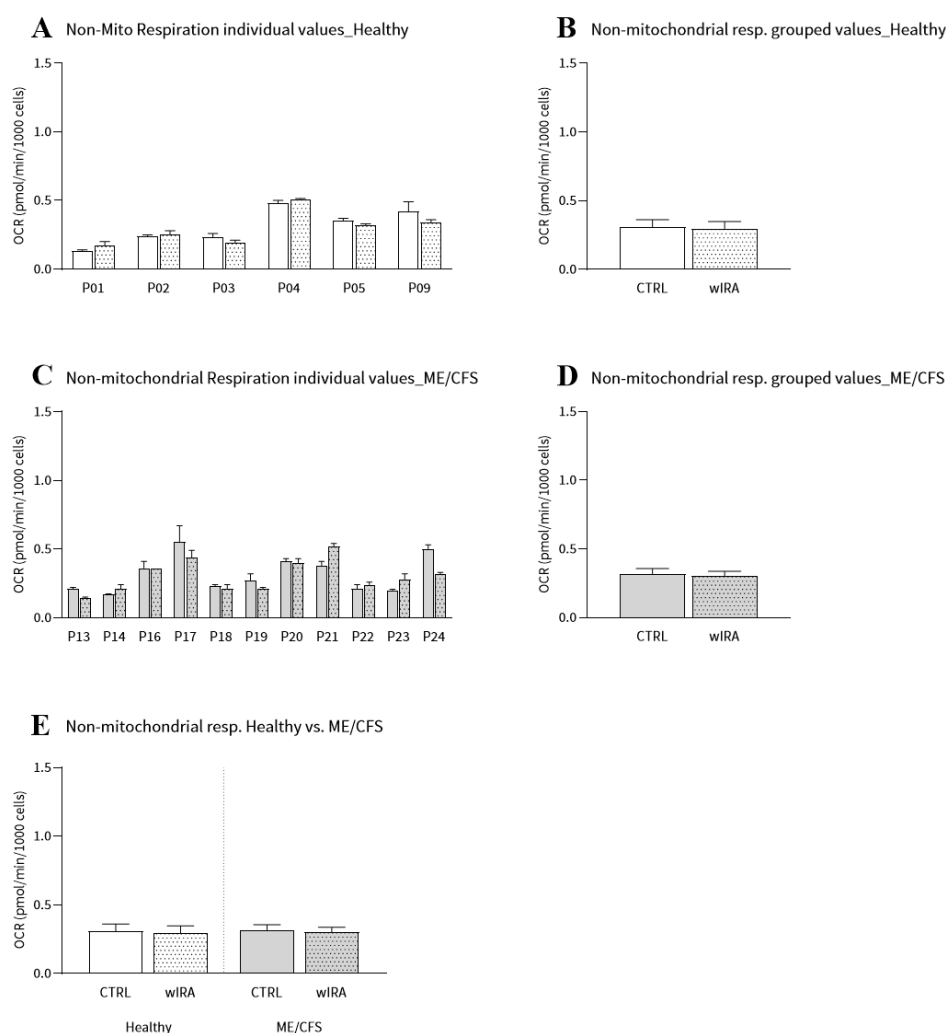 A Non-Mito Respiration individual values_Healthy
OCR (pmol/min/1000 cells)
1.5
1.0
0.5
0.0
P01 P02 P03 P04 P05 P09
B Non-mitochondrial resp. grouped values_Healthy
OCR (pmol/min/1000 cells)
1.5
1.0
0.5
0.0
CTRL wIRA
C Non-mitochondrial Respiration individual values_ME/CFS
OCR (pmol/min/1000 cells)
1.5
1.0
0.5
0.0
P13 P14 P16 P17 P18 P19 P20 P21 P22 P23 P24
D Non-mitochondrial resp. grouped values_ME/CFS
OCR (pmol/min/1000 cells)
1.5
1.0
0.5
0.0
CTRL wIRA
E Non-mitochondrial resp. Healthy vs. ME/CFS
OCR (pmol/min/1000 cells)
1.5
1.0
0.5
0.0
CTRL wIRA CTRL wIRA
Healthy ME/CFS